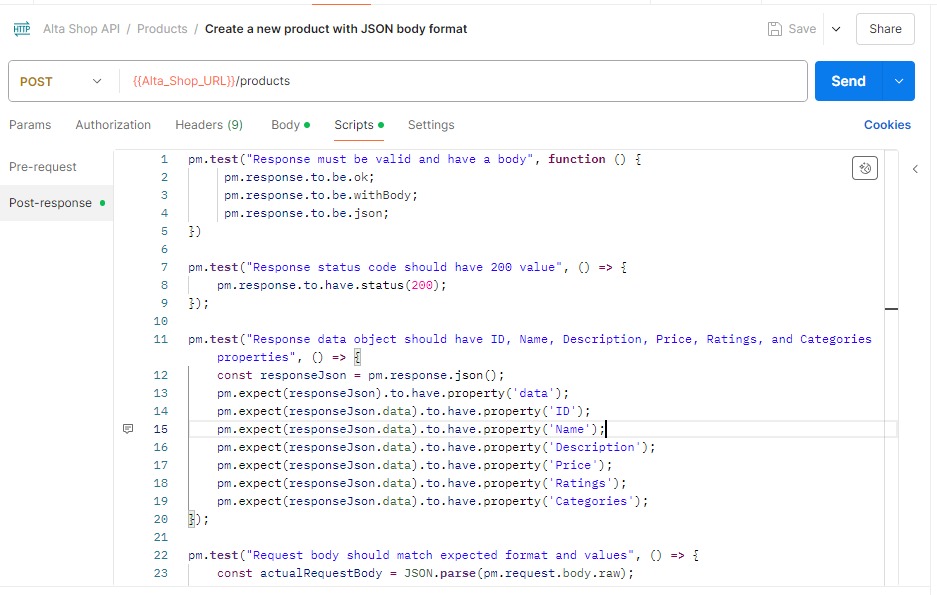 HTTP Alta Shop API / Products / Create a new product with JSON body format Save Share
POST {{Alta_Shop_URL}}/products Send
Params Authorization Headers (9) Body Scripts Settings Cookies
Pre-request
Post-response
1 pm.test("Response must be valid and have a body", function () {
2 pm.response.to.be.ok;
3 pm.response.to.be.withBody;
4 pm.response.to.be.json;
5 })
6
7 pm.test("Response status code should have 200 value", () => {
8 pm.response.to.have.status(200);
9 });
10
11 pm.test("Response data object should have ID, Name, Description, Price, Ratings, and Categories
properties", () => {
12 const responseJson = pm.response.json();
13 pm.expect(responseJson).to.have.property('data');
14 pm.expect(responseJson.data).to.have.property('ID');
15 pm.expect(responseJson.data).to.have.property('Name');
16 pm.expect(responseJson.data).to.have.property('Description');
17 pm.expect(responseJson.data).to.have.property('Price');
18 pm.expect(responseJson.data).to.have.property('Ratings');
19 pm.expect(responseJson.data).to.have.property('Categories');
20 });
21
22 pm.test("Request body should match expected format and values", () => {
23 const actualRequestBody = JSON.parse(pm.request.body.raw);